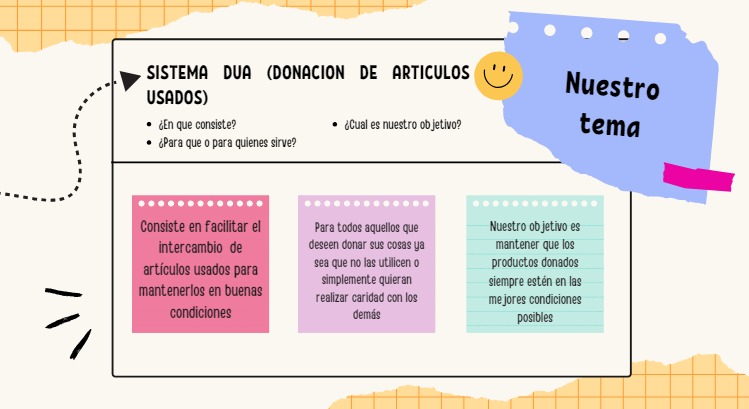 Nuestro
tema
SISTEMA DUA (DONACION DE ARTICULOS
USADOS)
¿En que consiste?
¿Para que o para quienes sirve?
¿Cual es nuestro objetivo?
Consiste en facilitar el
intercambio de
artículos usados para
mantenerlos en buenas
condiciones
Para todos aquellos que
deseen donar sus cosas ya
sea que no las utilicen o
simplemente quieran
realizar caridad con los
demás
Nuestro objetivo es
mantener que los
productos donados
siempre estén en las
mejores condiciones
posibles